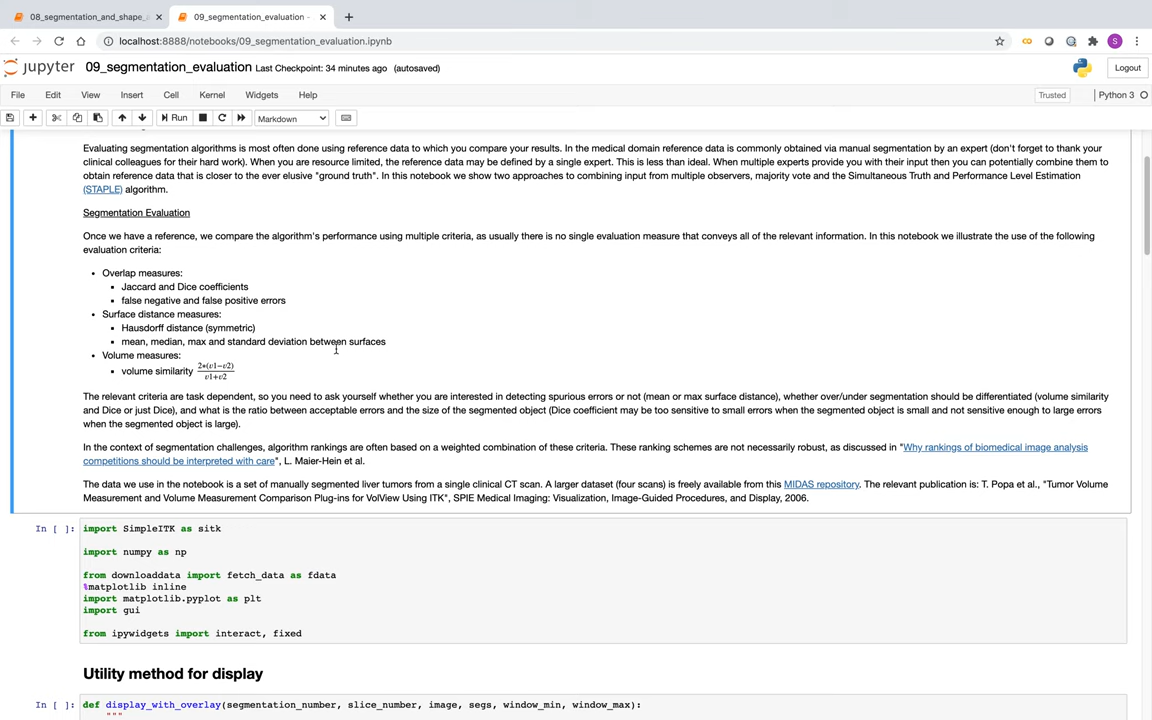 08_segmentation_and_shape_
09_segmentation_evaluation -
localhost:8888/notebooks/09_segmentation_evaluation.ipynb
S
jupyter 09_segmentation_evaluation Last Checkpoint: 34 minutes ago (autosaved)
Logout
File Edit View Insert Cell Kernel Widgets Help
Trusted Python 3
Run Markdown
Evaluating segmentation algorithms is most often done using reference data to which you compare your results. In the medical domain reference data is commonly obtained via manual segmentation by an expert (don't forget to thank your
clinical colleagues for their hard work). When you are resource limited, the reference data may be defined by a single expert. This is less than ideal. When multiple experts provide you with their input then you can potentially combine them to
obtain reference data that is closer to the ever elusive "ground truth". In this notebook we show two approaches to combining input from multiple observers, majority vote and the Simultaneous Truth and Performance Level Estimation
(STAPLE) algorithm.
Segmentation Evaluation
Once we have a reference, we compare the algorithm's performance using multiple criteria, as usually there is no single evaluation measure that conveys all of the relevant information. In this notebook we illustrate the use of the following
evaluation criteria:
• Overlap measures:
• Jaccard and Dice coefficients
• false negative and false positive errors
• Surface distance measures:
• Hausdorff distance (symmetric)
• mean, median, max and standard deviation between surfaces
• Volume measures:
• volume similarity 2*(v1−v2)/v1+v2
The relevant criteria are task dependent, so you need to ask yourself whether you are interested in detecting spurious errors or not (mean or max surface distance), whether over/under segmentation should be differentiated (volume similarity
and Dice or just Dice), and what is the ratio between acceptable errors and the size of the segmented object (Dice coefficient may be too sensitive to small errors when the segmented object is small and not sensitive enough to large errors
when the segmented object is large).
In the context of segmentation challenges, algorithm rankings are often based on a weighted combination of these criteria. These ranking schemes are not necessarily robust, as discussed in "Why rankings of biomedical image analysis
competitions should be interpreted with care", L. Maier-Hein et al.
The data we use in the notebook is a set of manually segmented liver tumors from a single clinical CT scan. A larger dataset (four scans) is freely available from this MIDAS repository. The relevant publication is: T. Popa et al., "Tumor Volume
Measurement and Volume Measurement Comparison Plug-ins for VolView Using ITK", SPIE Medical Imaging: Visualization, Image-Guided Procedures, and Display, 2006.
In [ ]: import SimpleITK as sitk
import numpy as np
from downloaddata import fetch_data as fdata
%matplotlib inline
import matplotlib.pyplot as plt
import gui
from ipywidgets import interact, fixed
Utility method for display
In [ ]: def display_with_overlay(segmentation_number, slice_number, image, segs, window_min, window_max):
"""